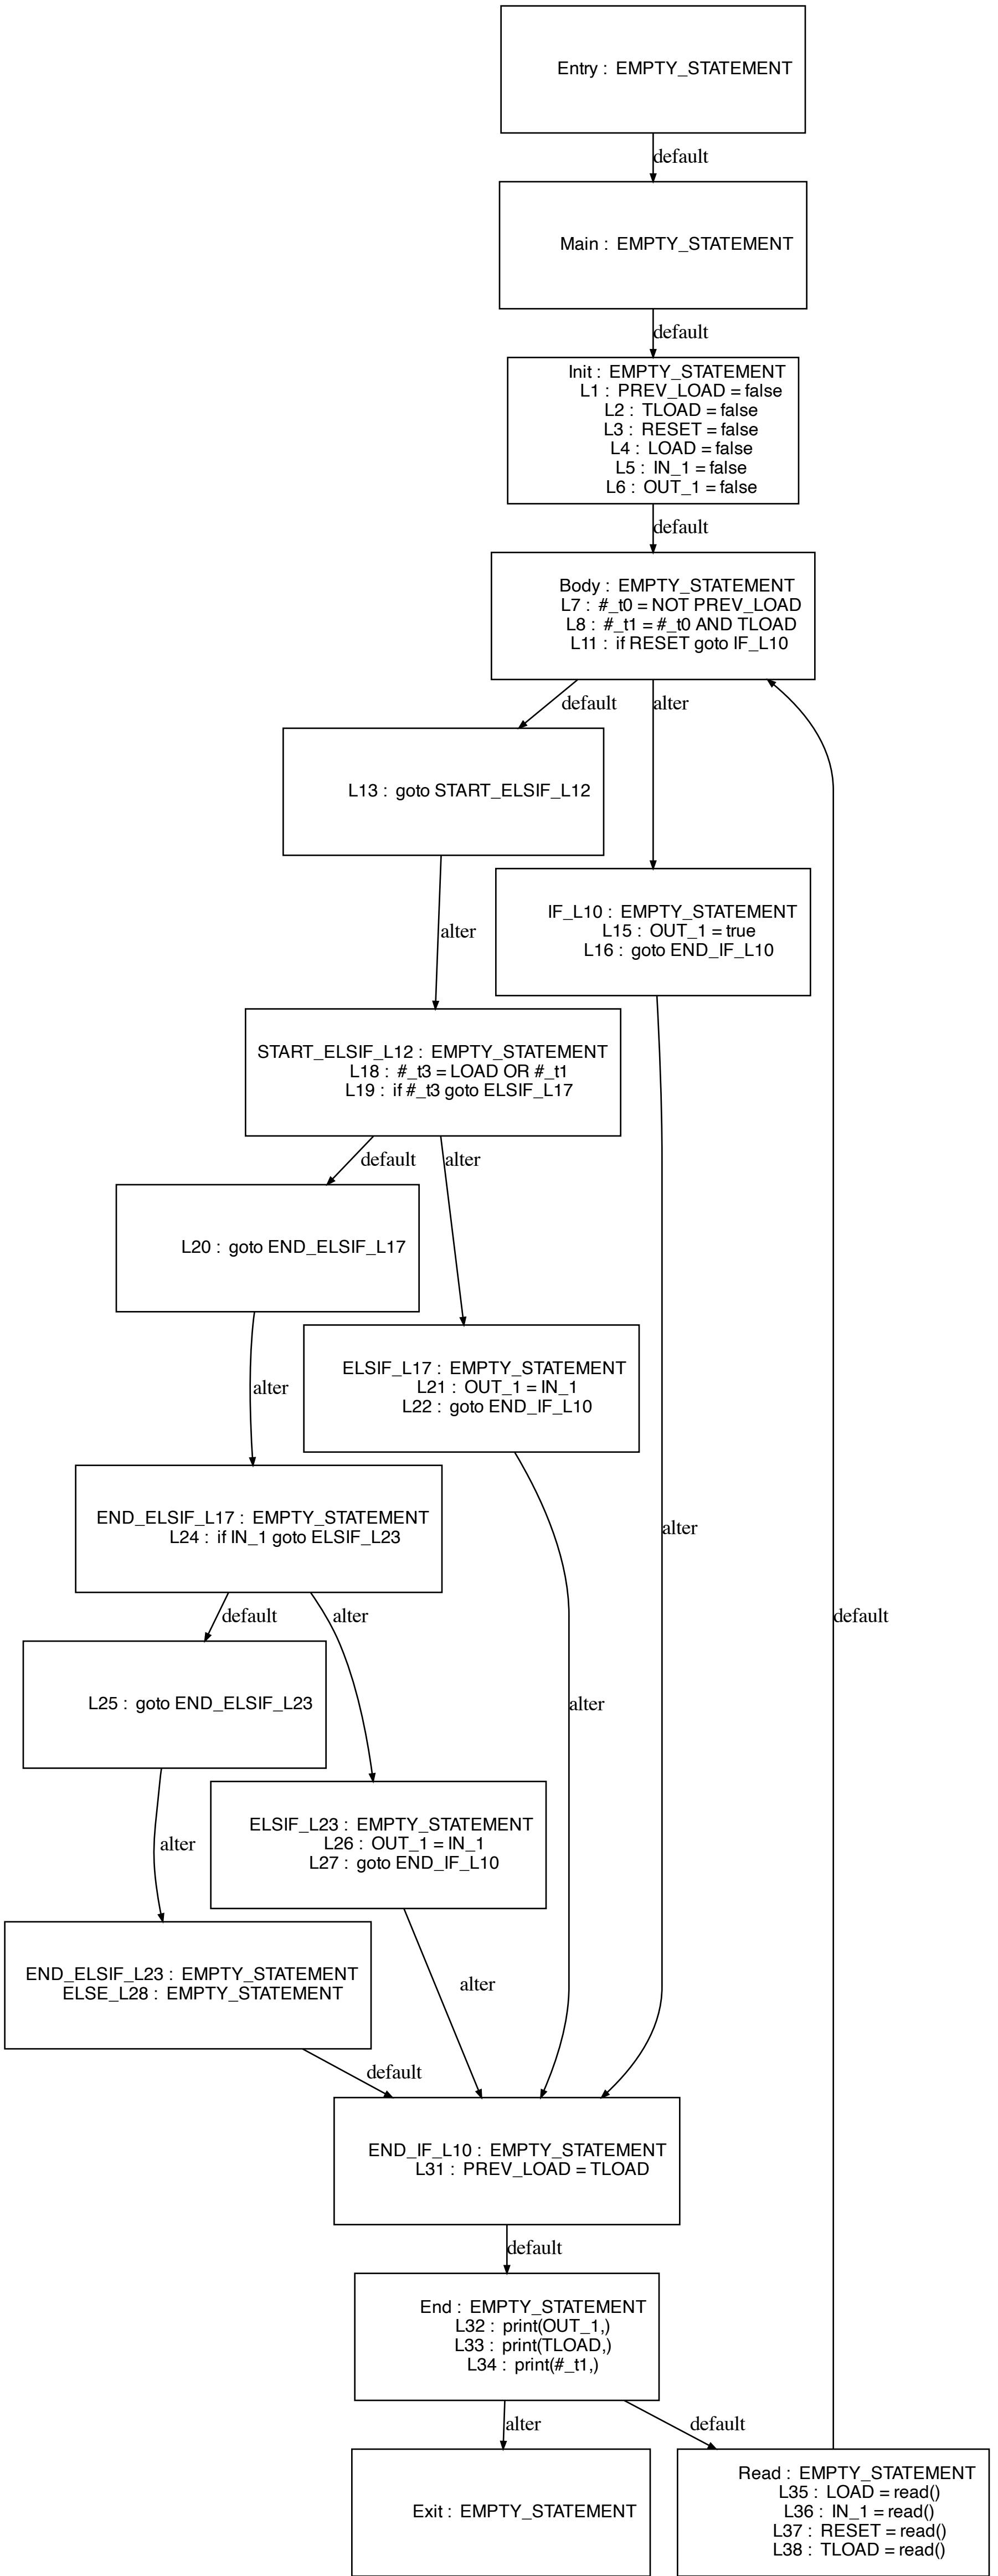 Entry : EMPTY_STATEMENT
default
Main : EMPTY_STATEMENT
default
Init : EMPTY_STATEMENT
L1 : PREV_LOAD = false
L2 : TLOAD = false
L3 : RESET = false
L4 : LOAD = false
L5 : IN_1 = false
L6 : OUT_1 = false
default
Body : EMPTY_STATEMENT
L7 : #_t0 = NOT PREV_LOAD
L8 : #_t1 = #_t0 AND TLOAD
L11 : if RESET goto IF_L10
default
alter
L13 : goto START_ELSIF_L12
IF_L10 : EMPTY_STATEMENT
L15 : OUT_1 = true
L16 : goto END_IF_L10
alter
START_ELSIF_L12 : EMPTY_STATEMENT
L18 : #_t3 = LOAD OR #_t1
L19 : if #_t3 goto ELSIF_L17
default
alter
L20 : goto END_ELSIF_L17
ELSIF_L17 : EMPTY_STATEMENT
L21 : OUT_1 = IN_1
L22 : goto END_IF_L10
alter
END_ELSIF_L17 : EMPTY_STATEMENT
L24 : if IN_1 goto ELSIF_L23
alter
default
alter
default
L25 : goto END_ELSIF_L23
alter
ELSIF_L23 : EMPTY_STATEMENT
L26 : OUT_1 = IN_1
L27 : goto END_IF_L10
alter
END_ELSIF_L23 : EMPTY_STATEMENT
ELSE_L28 : EMPTY_STATEMENT
alter
default
END_IF_L10 : EMPTY_STATEMENT
L31 : PREV_LOAD = TLOAD
default
End : EMPTY_STATEMENT
L32 : print(OUT_1,)
L33 : print(TLOAD,)
L34 : print(#_t1,)
alter
default
Exit : EMPTY_STATEMENT
Read : EMPTY_STATEMENT
L35 : LOAD = read()
L36 : IN_1 = read()
L37 : RESET = read()
L38 : TLOAD = read()